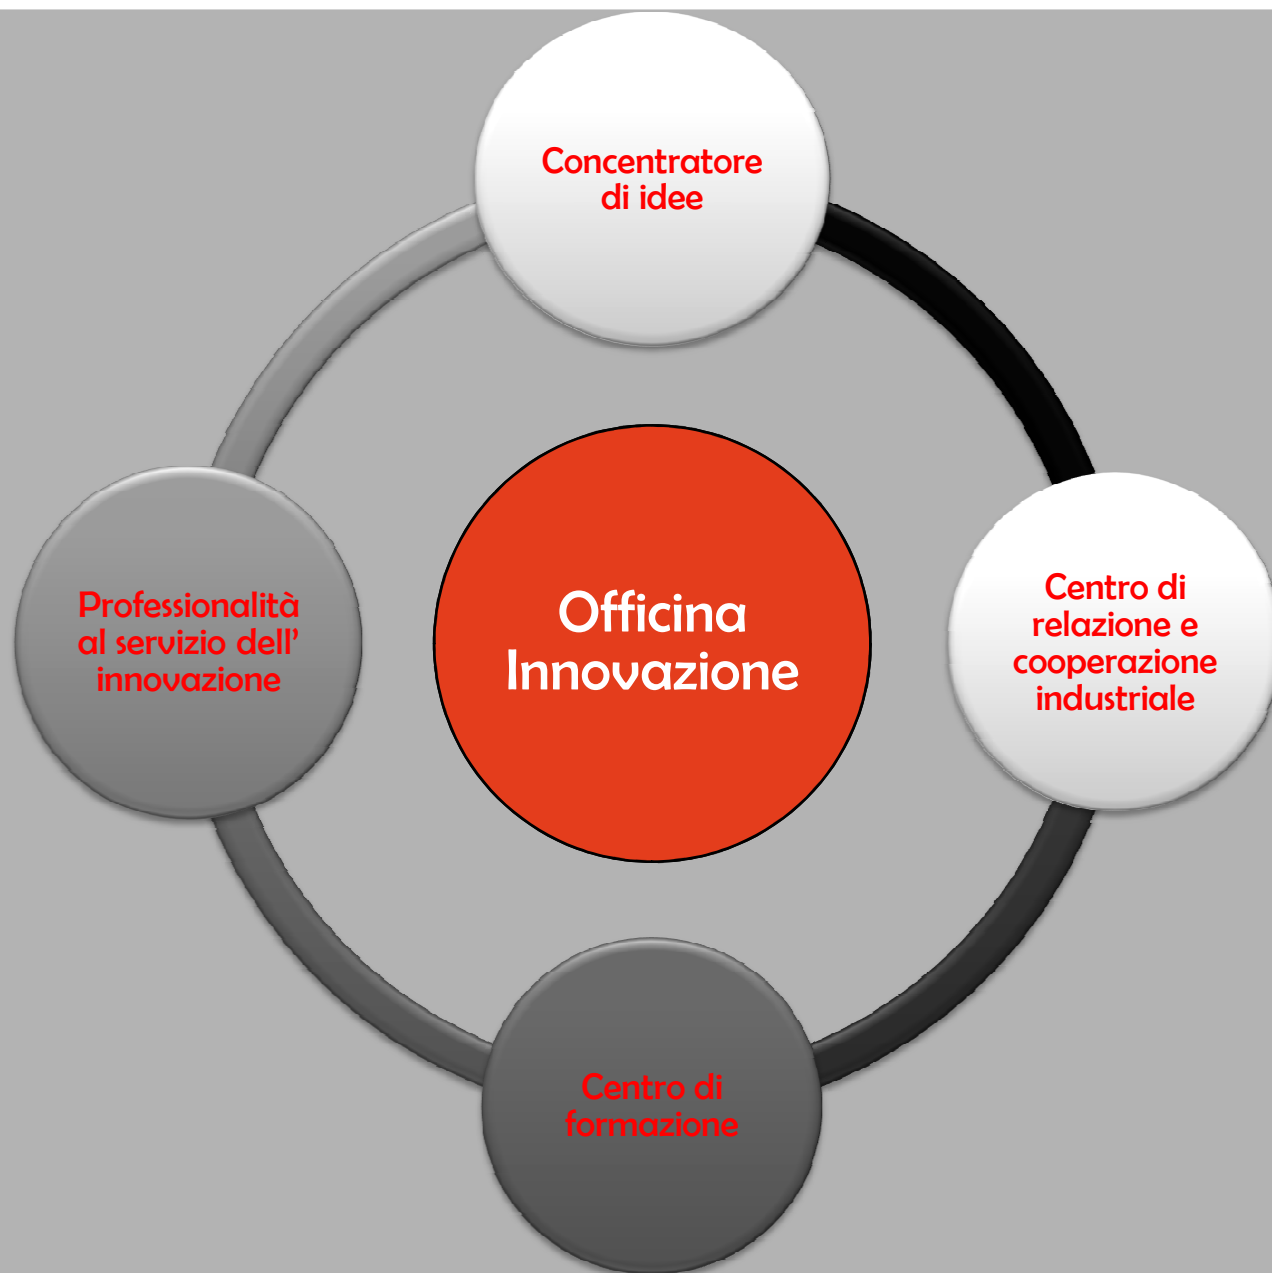 Concentratore
di idee
Professionalità
al servizio dell'
innovazione
Officina
Innovazione
Centro di
relazione e
cooperazione
industriale
Centro di
formazione